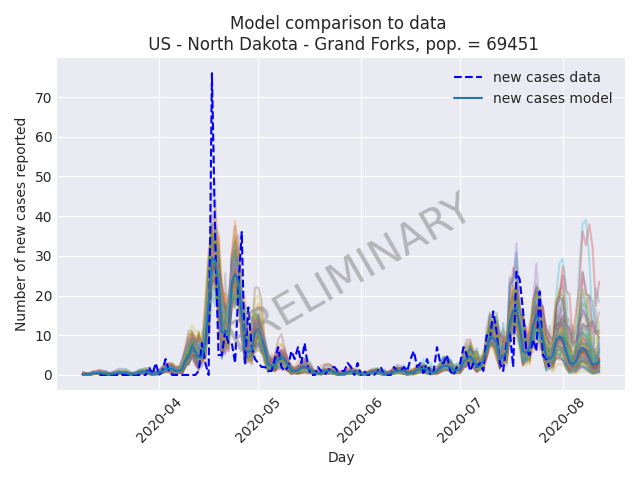 Model comparison to data
US - North Dakota - Grand Forks, pop. = 69451
new cases data
new cases model
PRELIMINARY
Number of new cases reported
70
60
50
40
30
20
10
0
2020-04
2020-05
2020-06
2020-07
2020-08
Day